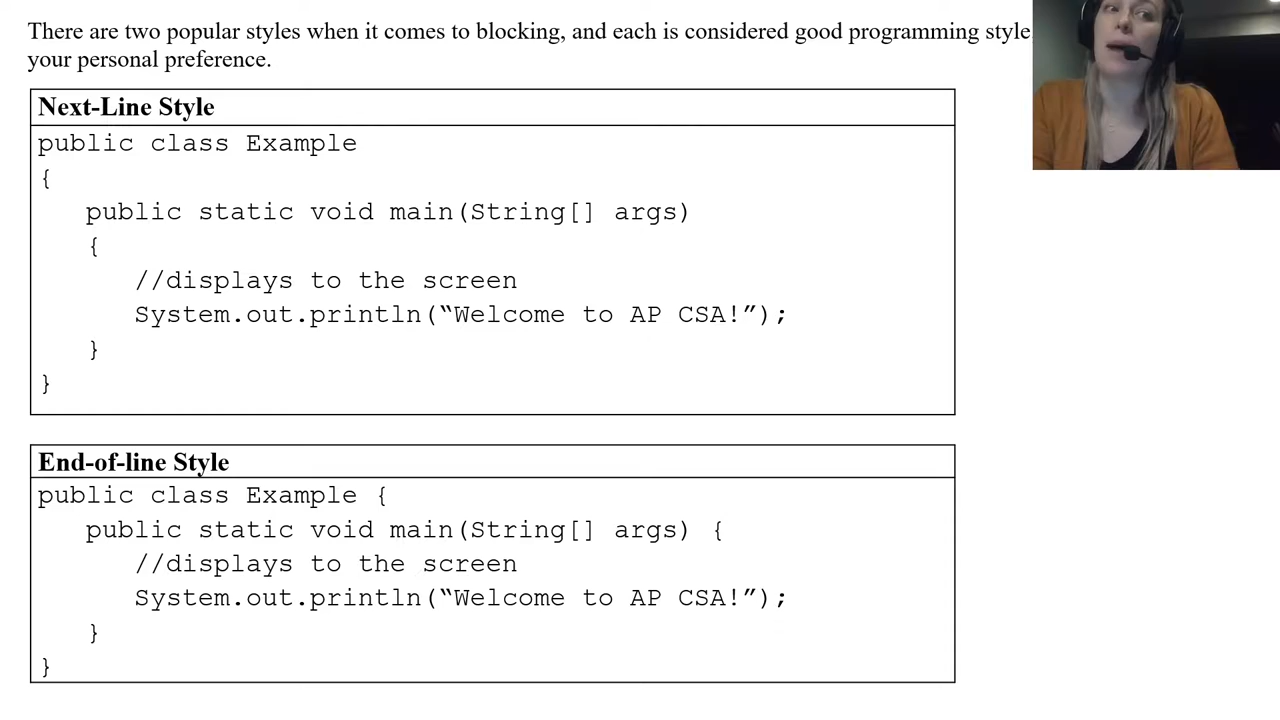 There are two popular styles when it comes to blocking, and each is considered good programming style
your personal preference.
Next-Line Style
public class Example
{
   public static void main(String[] args)
   {
      //displays to the screen
      System.out.println(“Welcome to AP CSA!”);
   }
}
End-of-line Style
public class Example {
   public static void main(String[] args) {
      //displays to the screen
      System.out.println(“Welcome to AP CSA!”);
   }
}